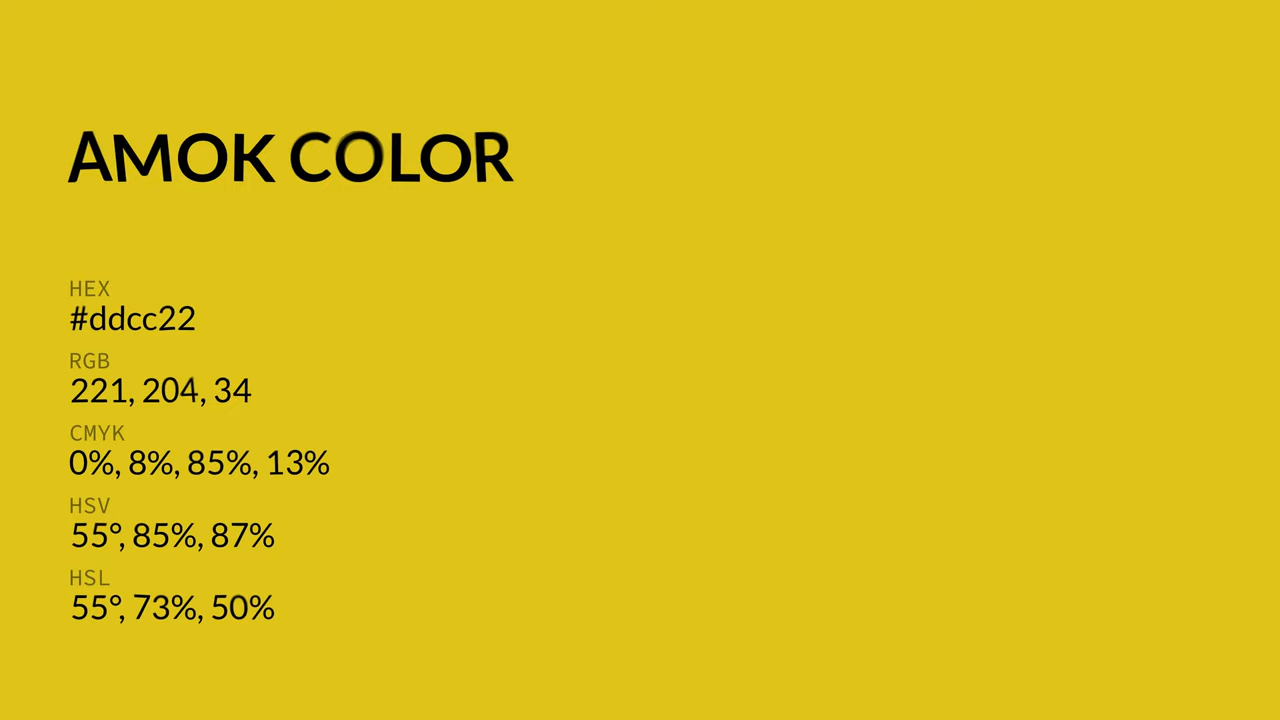 AMOK COLOR
HEX
#ddcc22
RGB
221, 204, 34
CMYK
0%, 8%, 85%, 13%
HSV
55°, 85%, 87%
HSL
55°, 73%, 50%